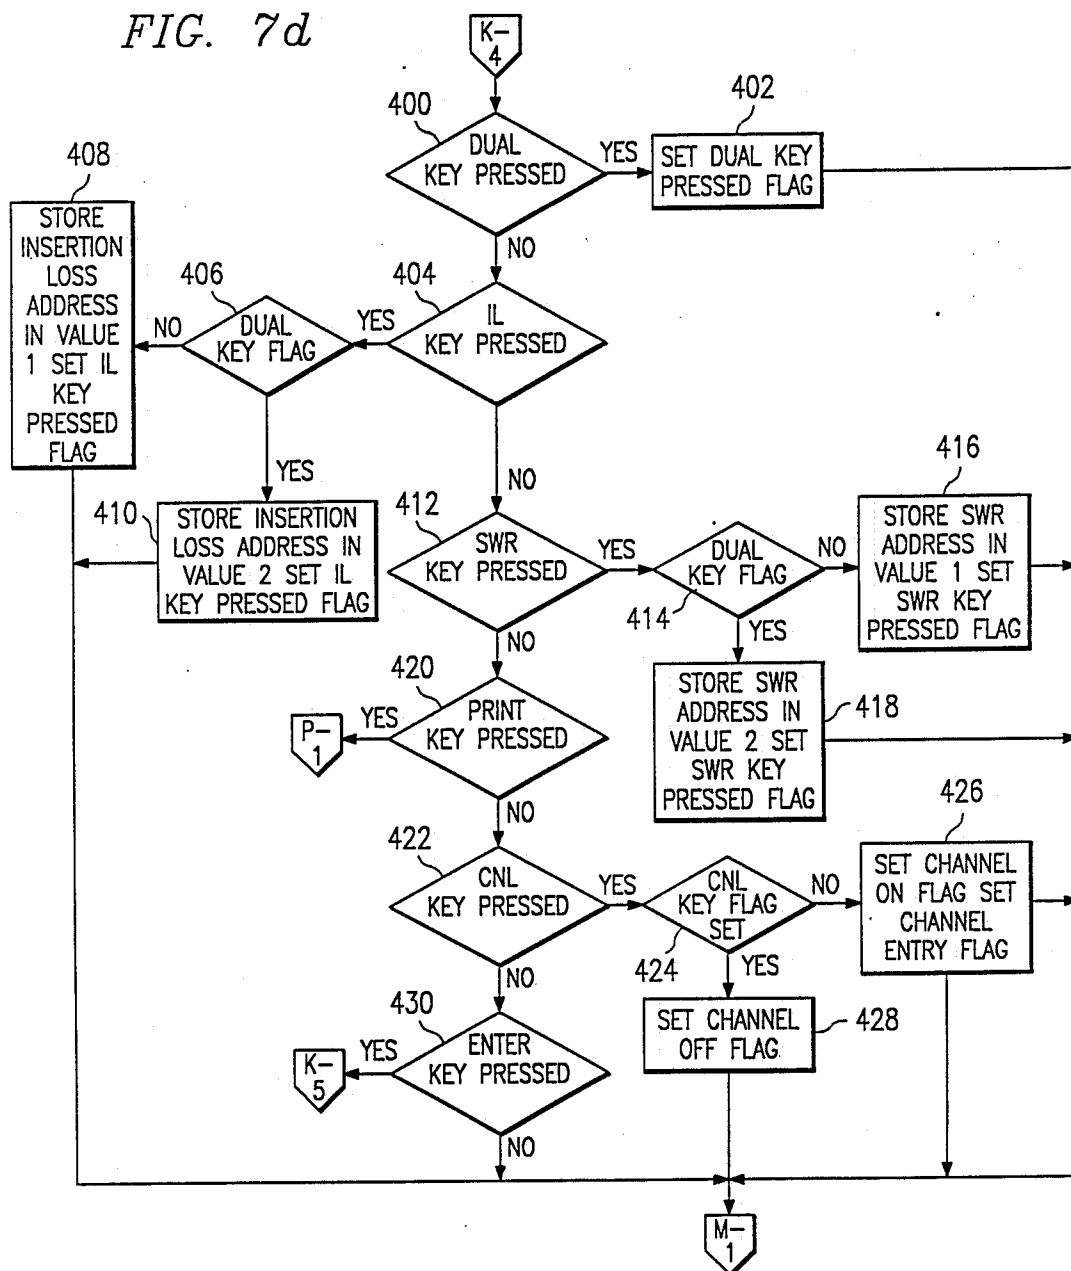 FIG. 7d
K-
4
400
DUAL
KEY PRESSED
YES
402
SET DUAL KEY
PRESSED FLAG
NO
408
STORE
INSERTION
LOSS
ADDRESS
IN VALUE
1 SET IL
KEY
PRESSED
FLAG
NO
406
DUAL
KEY FLAG
YES
404
IL
KEY PRESSED
YES
410
STORE INSERTION
LOSS ADDRESS IN
VALUE 2 SET IL
KEY PRESSED FLAG
NO
412
SWR
KEY PRESSED
YES
DUAL
KEY FLAG
414
NO
416
STORE SWR
ADDRESS IN
VALUE 1 SET
SWR KEY
PRESSED FLAG
NO
YES
STORE SWR
ADDRESS IN
VALUE 2 SET
SWR KEY
PRESSED FLAG
418
420
PRINT
KEY PRESSED
YES
P-
1
NO
422
CNL
KEY PRESSED
YES
CNL
KEY FLAG
SET
424
NO
426
SET CHANNEL
ON FLAG SET
CHANNEL
ENTRY FLAG
NO
YES
SET CHANNEL
OFF FLAG
428
430
ENTER
KEY PRESSED
YES
K-
5
NO
M-
1